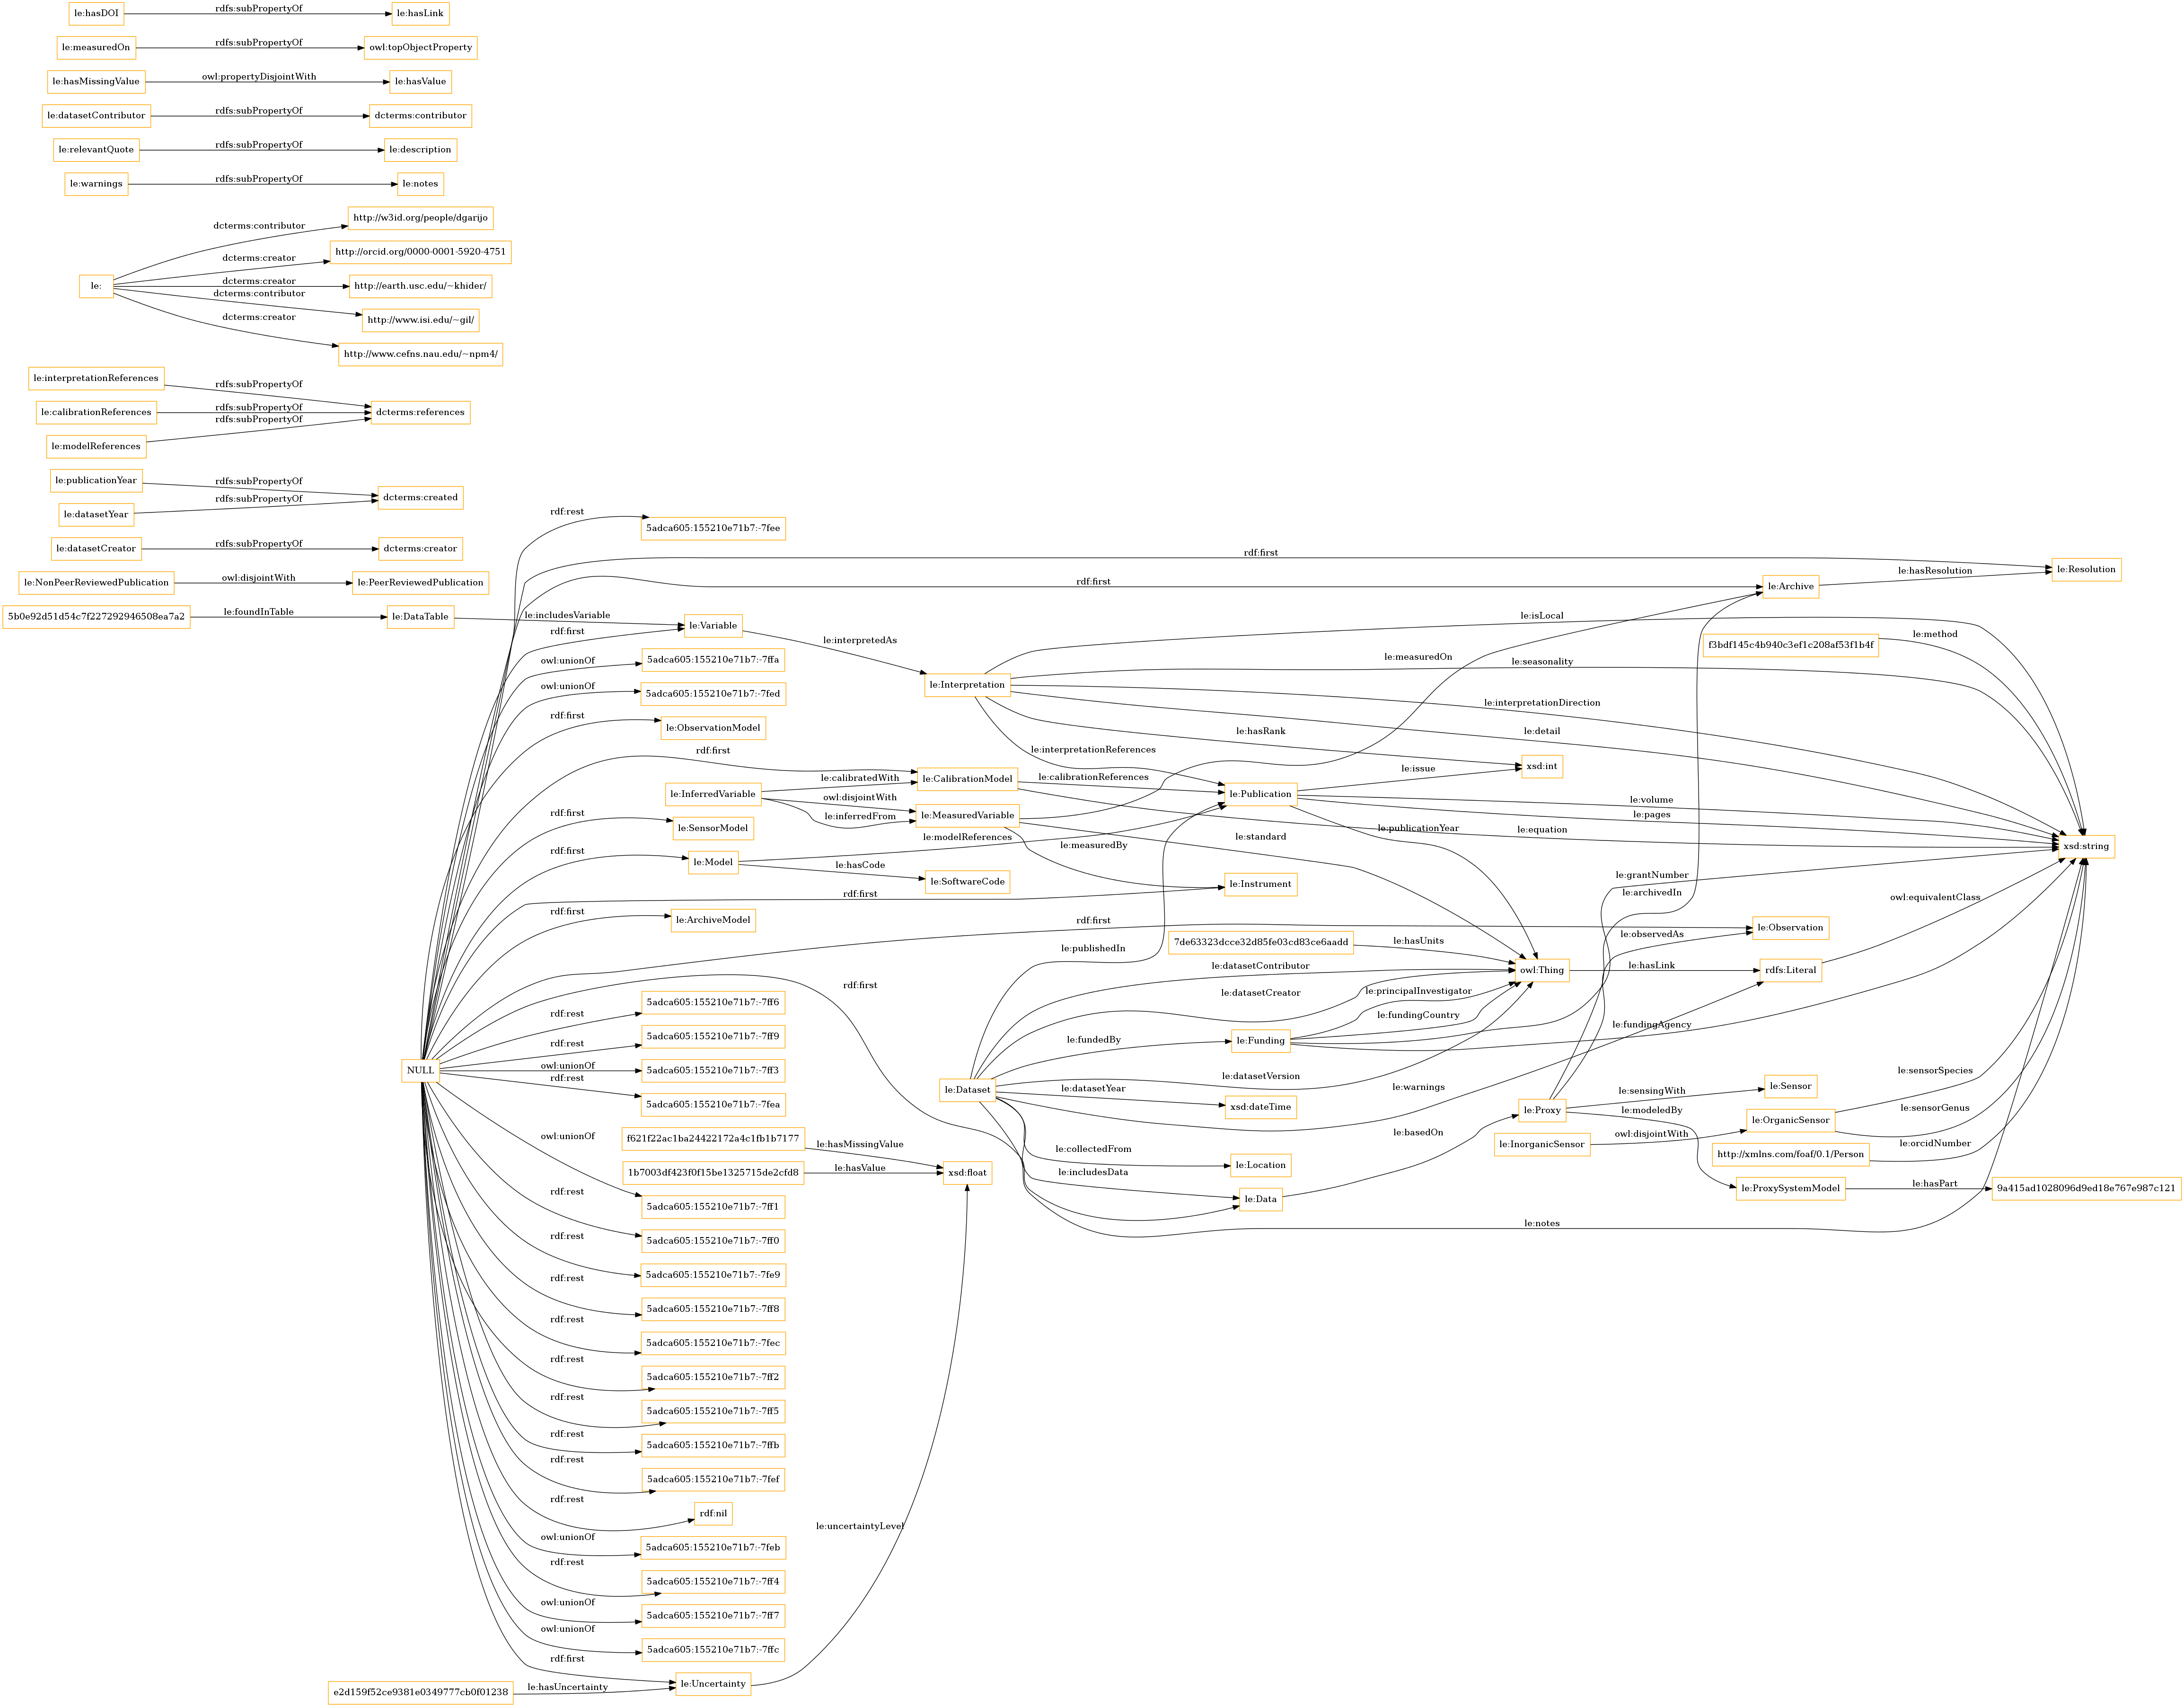 le:hasDOI
rdfs:subPropertyOf
le:hasLink
le:measuredOn
rdfs:subPropertyOf
owl:topObjectProperty
le:hasMissingValue
owl:propertyDisjointWith
le:hasValue
le:datasetContributor
rdfs:subPropertyOf
dcterms:contributor
le:relevantQuote
rdfs:subPropertyOf
le:description
le:warnings
rdfs:subPropertyOf
le:notes
le:
dcterms:contributor
http://w3id.org/people/dgarijo
dcterms:creator
http://orcid.org/0000-0001-5920-4751
dcterms:creator
http://earth.usc.edu/~khider/
dcterms:contributor
http://www.isi.edu/~gil/
dcterms:creator
http://www.cefns.nau.edu/~npm4/
le:interpretationReferences
rdfs:subPropertyOf
le:calibrationReferences
rdfs:subPropertyOf
dcterms:references
le:modelReferences
rdfs:subPropertyOf
le:publicationYear
rdfs:subPropertyOf
dcterms:created
le:datasetYear
rdfs:subPropertyOf
le:datasetCreator
rdfs:subPropertyOf
dcterms:creator
le:NonPeerReviewedPublication
owl:disjointWith
le:PeerReviewedPublication
5b0e92d51d54c7f227292946508ea7a2
le:foundInTable
le:DataTable
le:includesVariable
le:Variable
le:interpretedAs
NULL
rdf:rest
5adca605:155210e71b7:-7fee
rdf:first
le:Resolution
rdf:first
le:Archive
le:hasResolution
rdf:first
owl:unionOf
5adca605:155210e71b7:-7ffa
owl:unionOf
5adca605:155210e71b7:-7fed
rdf:first
le:ObservationModel
rdf:first
le:CalibrationModel
rdf:first
le:SensorModel
rdf:first
le:Model
rdf:first
le:Instrument
rdf:first
le:ArchiveModel
rdf:first
le:Observation
rdf:first
rdf:rest
5adca605:155210e71b7:-7ff6
rdf:rest
5adca605:155210e71b7:-7ff9
owl:unionOf
5adca605:155210e71b7:-7ff3
rdf:rest
5adca605:155210e71b7:-7fea
owl:unionOf
5adca605:155210e71b7:-7ff1
rdf:rest
5adca605:155210e71b7:-7ff0
rdf:rest
5adca605:155210e71b7:-7fe9
rdf:rest
5adca605:155210e71b7:-7ff8
rdf:rest
5adca605:155210e71b7:-7fec
rdf:rest
5adca605:155210e71b7:-7ff2
rdf:rest
5adca605:155210e71b7:-7ff5
rdf:rest
5adca605:155210e71b7:-7ffb
rdf:rest
5adca605:155210e71b7:-7fef
rdf:rest
rdf:nil
owl:unionOf
5adca605:155210e71b7:-7feb
rdf:rest
5adca605:155210e71b7:-7ff4
owl:unionOf
5adca605:155210e71b7:-7ff7
owl:unionOf
5adca605:155210e71b7:-7ffc
rdf:first
le:Uncertainty
e2d159f52ce9381e0349777cb0f01238
le:hasUncertainty
le:uncertaintyLevel
f621f22ac1ba24422172a4c1fb1b7177
le:hasMissingValue
1b7003df423f0f15be1325715de2cfd8
le:hasValue
xsd:float
le:Interpretation
le:isLocal
le:seasonality
le:interpretationDirection
le:detail
le:hasRank
le:interpretationReferences
le:measuredOn
f3bdf145c4b940c3ef1c208af53f1b4f
le:method
xsd:int
le:InferredVariable
le:calibratedWith
owl:disjointWith
le:inferredFrom
le:MeasuredVariable
le:calibrationReferences
le:equation
le:Publication
le:issue
le:volume
le:pages
le:publicationYear
le:modelReferences
le:hasCode
le:SoftwareCode
le:standard
le:measuredBy
xsd:string
le:grantNumber
le:archivedIn
owl:equivalentClass
le:publishedIn
7de63323dcce32d85fe03cd83ce6aadd
le:hasUnits
le:observedAs
owl:Thing
le:hasLink
rdfs:Literal
le:datasetContributor
le:datasetCreator
le:principalInvestigator
le:fundingCountry
le:fundingAgency
le:Funding
le:fundedBy
le:Dataset
le:datasetVersion
le:datasetYear
xsd:dateTime
le:warnings
le:collectedFrom
le:Location
le:includesData
le:Data
le:basedOn
le:notes
le:Proxy
le:sensingWith
le:Sensor
le:modeledBy
le:InorganicSensor
owl:disjointWith
le:OrganicSensor
le:sensorSpecies
le:sensorGenus
http://xmlns.com/foaf/0.1/Person
le:orcidNumber
le:ProxySystemModel
le:hasPart
9a415ad1028096d9ed18e767e987c121